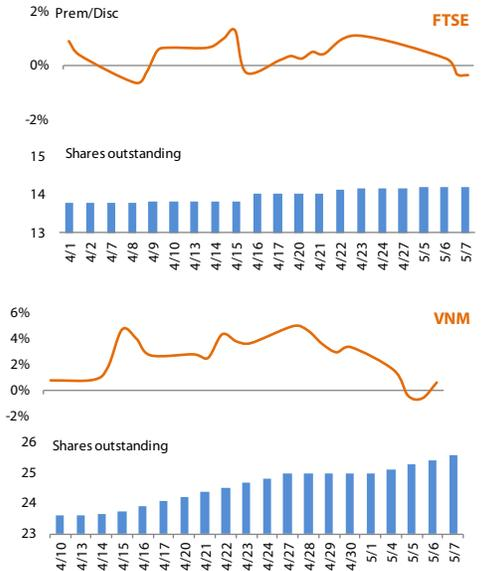 2% Prem/Disc
FTSE
0%
-2%
15
Shares outstanding
14
13
4/1 4/2 4/7 4/8 4/9 4/10 4/13 4/14 4/15 4/16 4/17 4/20 4/21 4/22 4/23 4/24 4/27 5/5 5/6 5/7
6%
VNM
4%
2%
0%
-2%
26
Shares outstanding
25
24
23
4/10 4/13 4/14 4/15 4/16 4/17 4/20 4/21 4/22 4/23 4/24 4/27 4/28 4/29 4/30 5/1 5/4 5/5 5/6 5/7